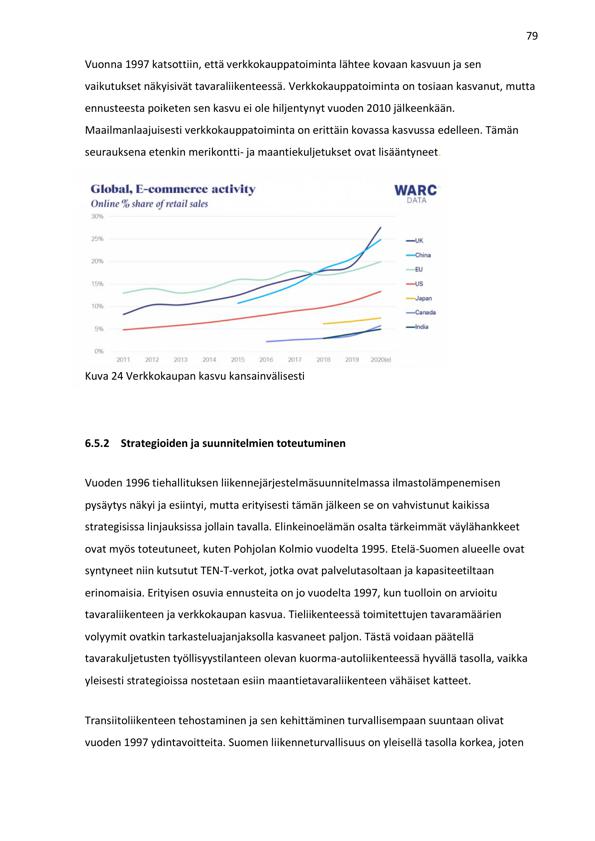 79
Vuonna 1997 katsottiin, että verkkokauppatoiminta lähtee kovaan kasvuun ja sen
vaikutukset näkyisivät tavaraliikenteessä. Verkkokauppatoiminta on tosiaan kasvanut, mutta
ennusteesta poiketen sen kasvu ei ole hiljentynyt vuoden 2010 jälkeenkään.
Maailmanlaajuisesti verkkokauppatoiminta on erittäin kovassa kasvussa edelleen. Tämän
seurauksena etenkin merikontti- ja maantiekuljetukset ovat lisääntyneet.
Global, E-commerce activity
WARC
DATA
Online % share of retail sales
30%
25%
20%
15%
10%
5%
0%
2011 2012 2013 2014 2015 2016 2017 2018 2019 2020(e)
UK
China
EU
US
Japan
Canada
India
Kuva 24 Verkkokaupan kasvu kansainvälisesti
6.5.2 Strategioiden ja suunnitelmien toteutuminen
Vuoden 1996 tiehallituksen liikennejärjestelmäsuunnitelmassa ilmastolämpenemisen
pysäytys näkyi ja esiintyi, mutta erityisesti tämän jälkeen se on vahvistunut kaikissa
strategisissa linjauksissa jollain tavalla. Elinkeinoelämän osalta tärkeimmät väylähankkeet
ovat myös toteutuneet, kuten Pohjolan Kolmio vuodelta 1995. Etelä-Suomen alueelle ovat
syntyneet niin kutsutut TEN-T-verkot, jotka ovat palvelutasoltaan ja kapasiteetiltaan
erinomaisia. Erityisen osuvia ennusteita on jo vuodelta 1997, kun tuolloin on arvioitu
tavaraliikenteen ja verkkokaupan kasvua. Tieliikenteessä toimitettujen tavaramäärien
volyymit ovatkin tarkasteluajanjaksolla kasvaneet paljon. Tästä voidaan päätellä
tavarakuljetusten työllisyystilanteen olevan kuorma-autoliikenteessä hyvällä tasolla, vaikka
yleisesti strategioissa nostetaan esiin maantietavaraliikenteen vähäiset katteet.
Transiitoliikenteen tehostaminen ja sen kehittäminen turvallisempaan suuntaan olivat
vuoden 1997 ydintavoitteita. Suomen liikenneturvallisuus on yleisellä tasolla korkea, joten